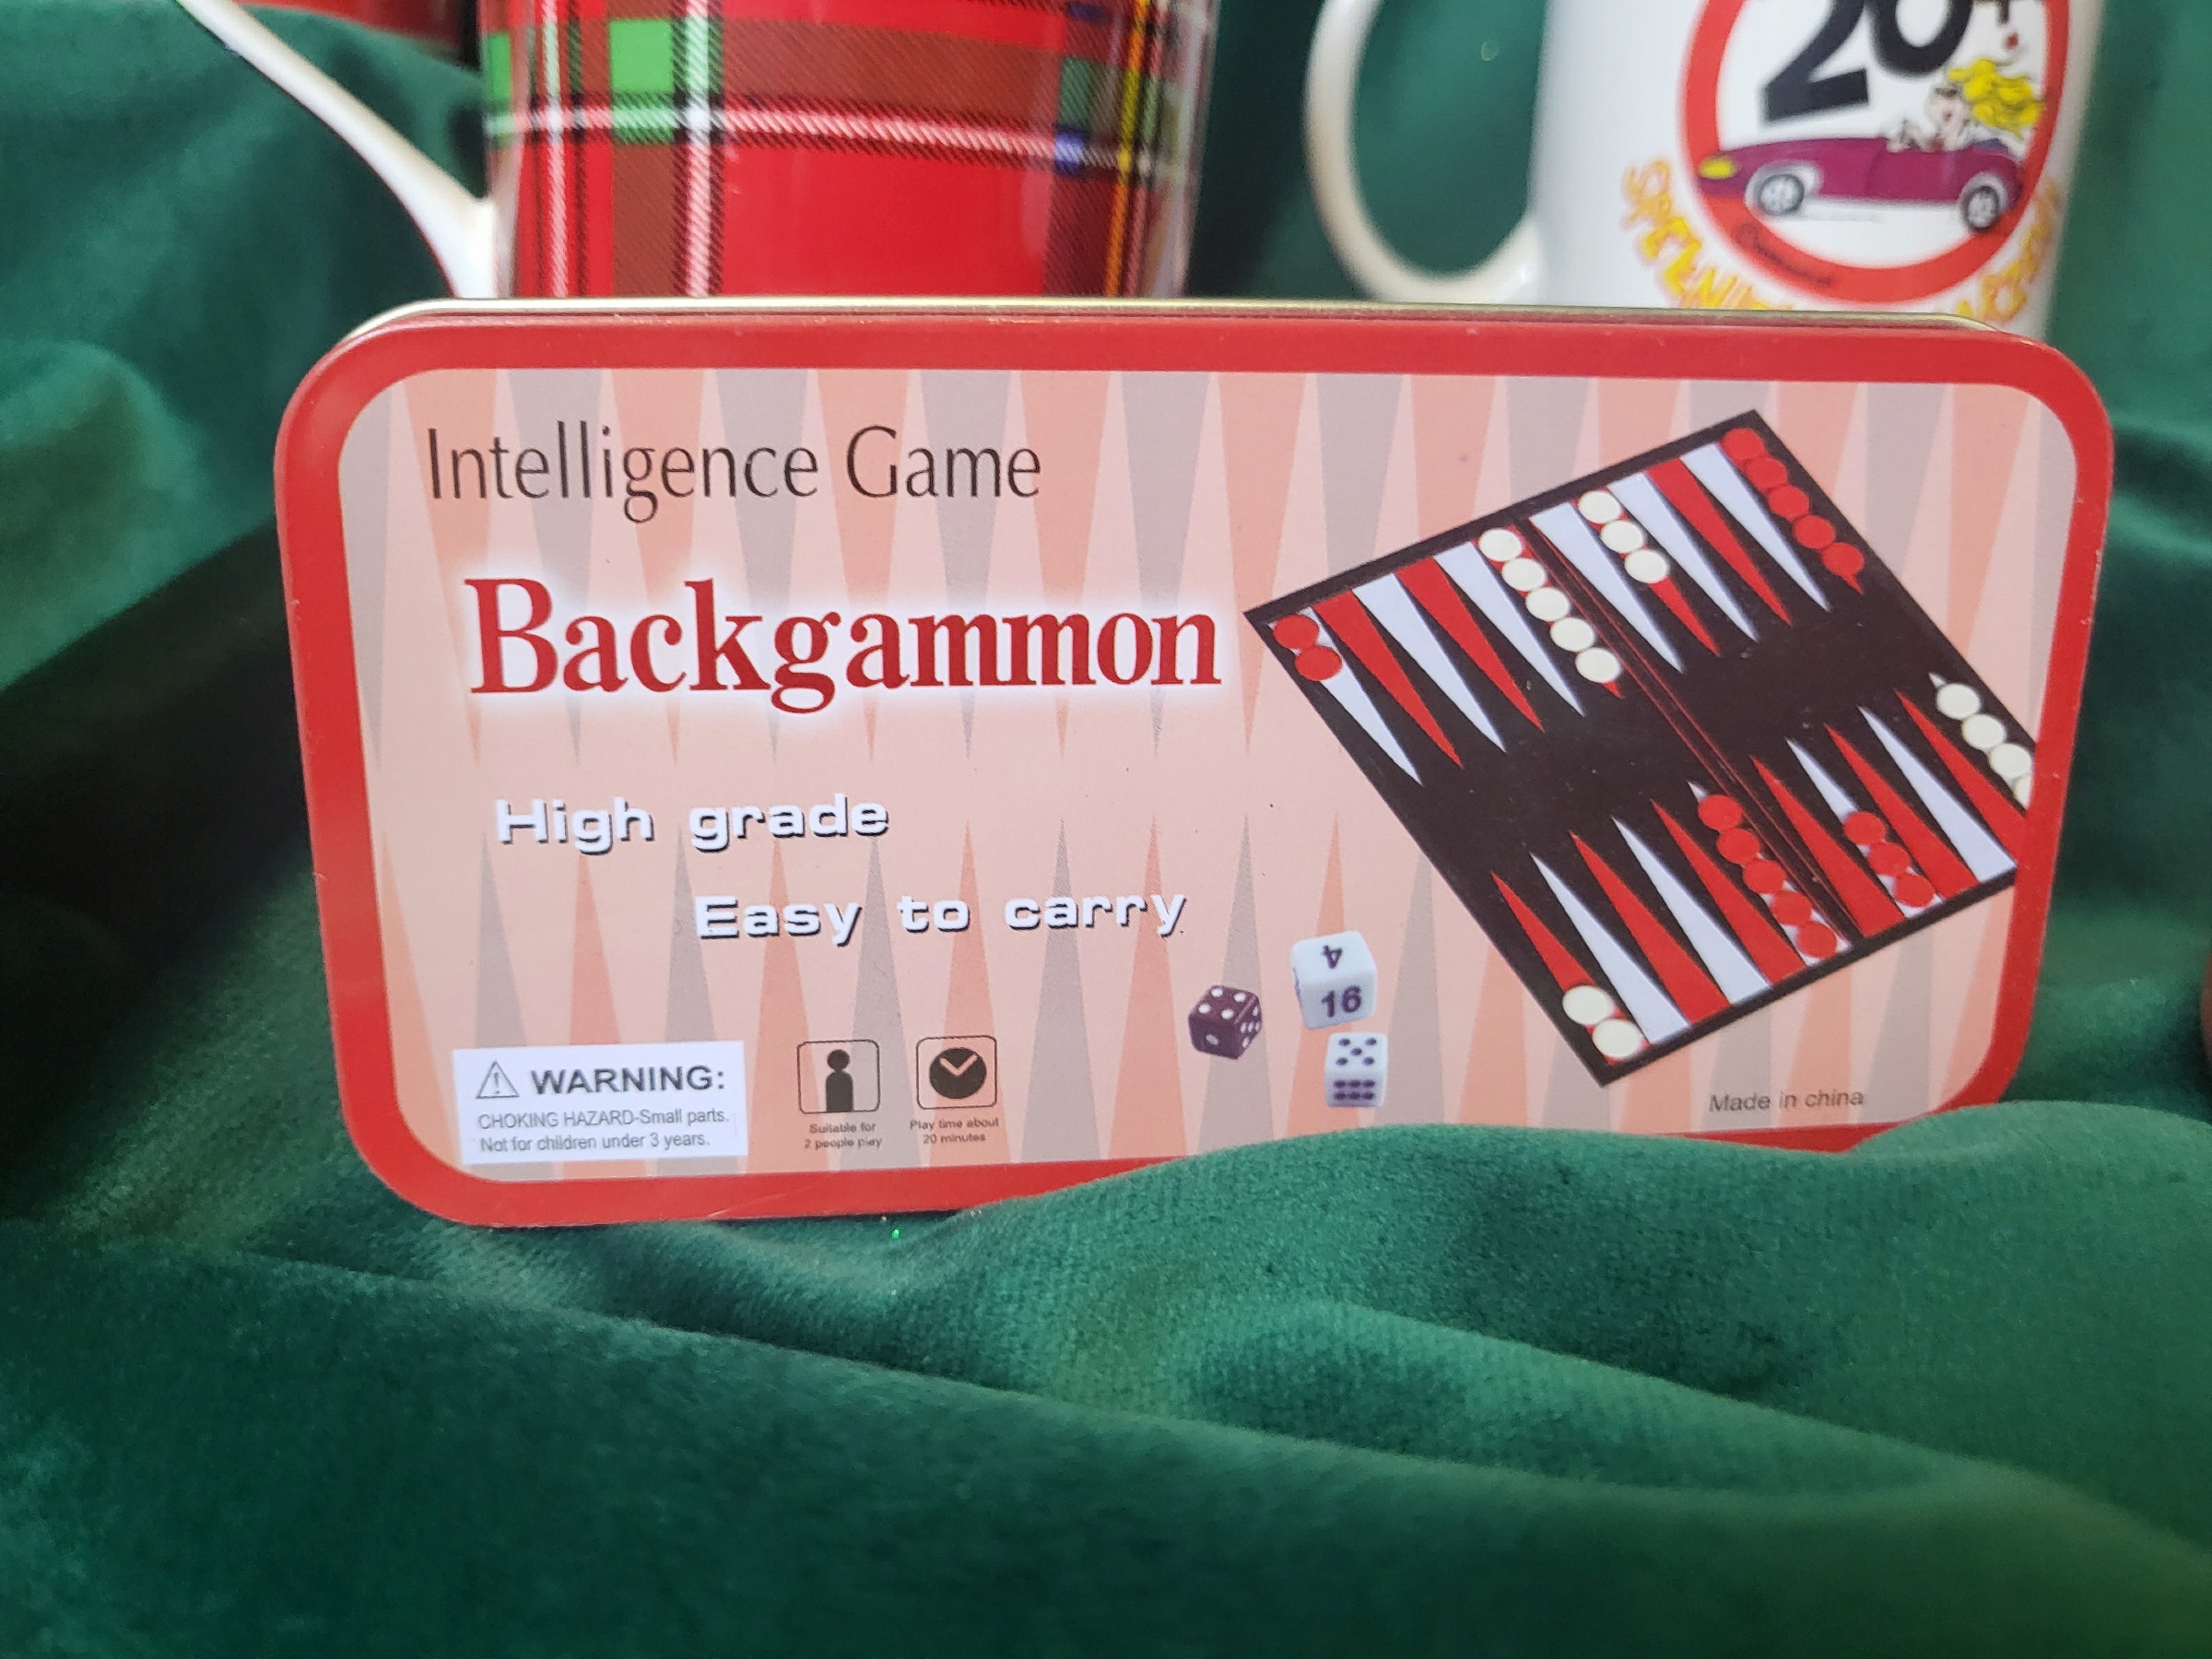 20+
Intelligence Game
Backgammon
High grade
Easy to carry
4
16
WARNING:
CHOKING HAZARD-Small parts.
Not for children under 3 years.
Suitable for
2 people play
Play time about
20 minutes
Made in china